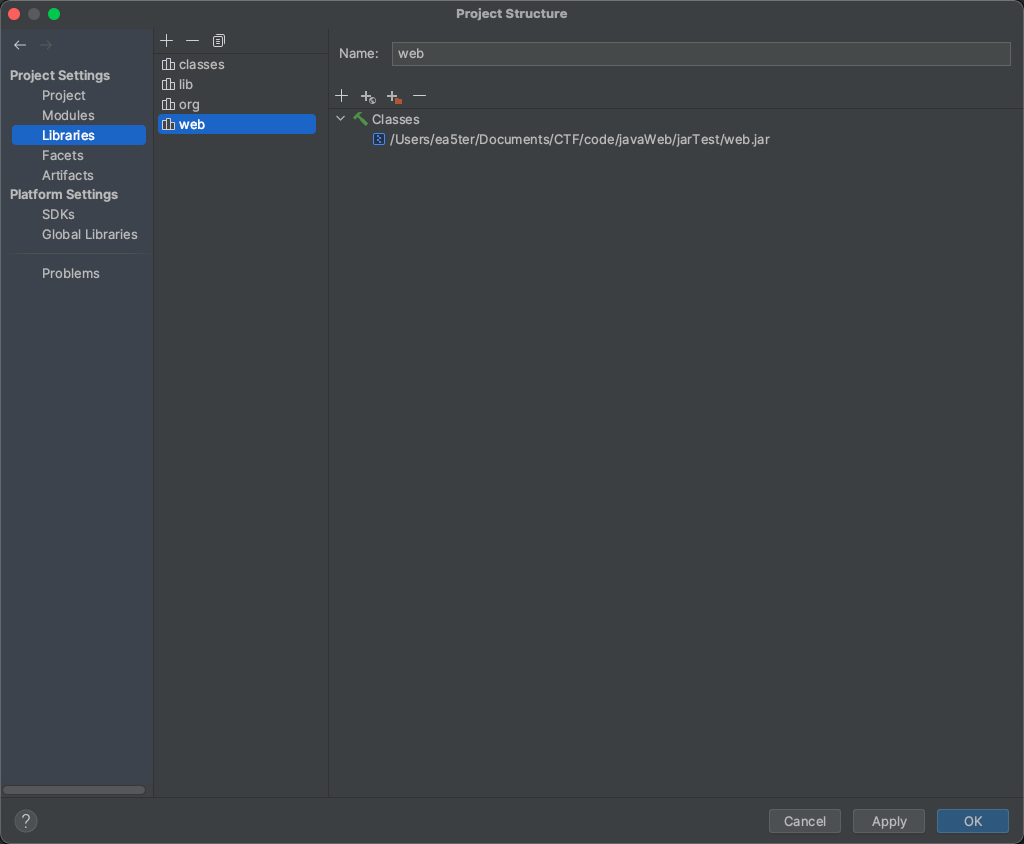 Project Structure
Project Settings
Project
Modules
Libraries
Facets
Artifacts
Platform Settings
SDKs
Global Libraries
Problems
classes
lib
org
web
Name: web
Classes
/Users/ea5ter/Documents/CTF/code/javaWeb/jarTest/web.jar
?
Cancel Apply OK